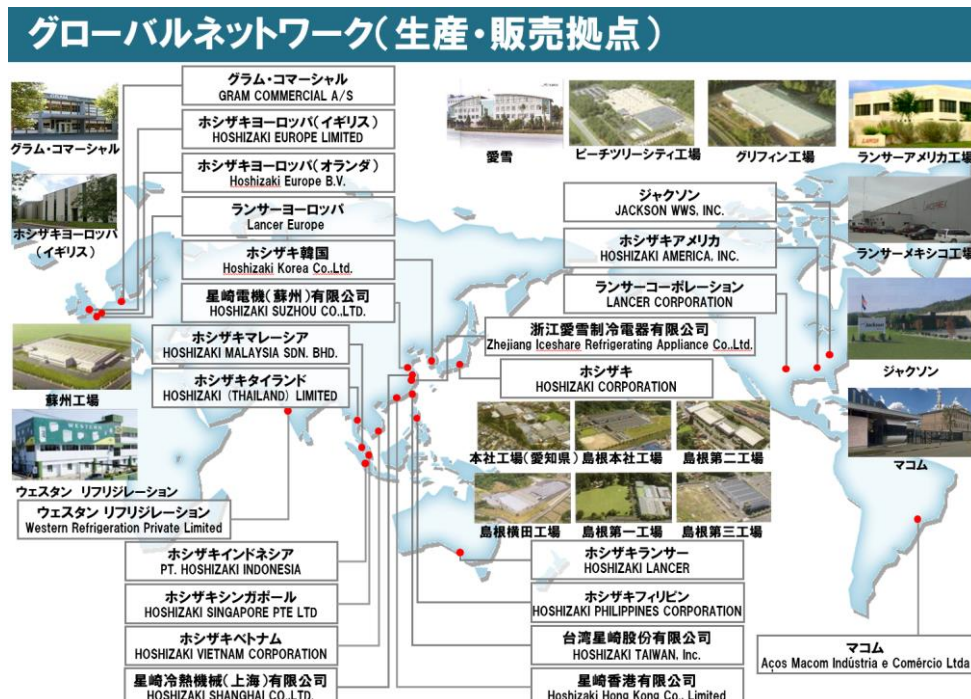 グローバルネットワーク(生産・販売拠点)
グラム・コマーシャル
GRAM COMMERCIAL A/S
ホシザキヨーロッパ(イギリス)
HOSHIZAKI EUROPE LIMITED
ホシザキヨーロッパ(オランダ)
Hoshizaki Europe B.V.
ランサーヨーロッパ
Lancer Europe
ホシザキ韓国
Hoshizaki Korea Co.,Ltd.
星崎電機(蘇州)有限公司
HOSHIZAKI SUZHOU CO.,LTD.
ホシザキマレーシア
HOSHIZAKI MALAYSIA SDN. BHD.
ホシザキタイランド
HOSHIZAKI (THAILAND) LIMITED
グラム・コマーシャル
ホシザキヨーロッパ
(イギリス)
蘇州工場
WESTERN
ウェスタン リフリジレーション
ウェスタン リフリジレーション
Western Refrigeration Private Limited
ホシザキインドネシア
PT. HOSHIZAKI INDONESIA
ホシザキシンガポール
HOSHIZAKI SINGAPORE PTE LTD
ホシザキベトナム
HOSHIZAKI VIETNAM CORPORATION
星崎冷熱機械(上海)有限公司
HOSHIZAKI SHANGHAI CO.,LTD.
愛雪
ピーチツリーシティ工場
グリフィン工場
ランサーアメリカ工場
ジャクソン
JACKSON WWS, INC.
ホシザキアメリカ
HOSHIZAKI AMERICA, INC.
ランサーコーポレーション
LANCER CORPORATION
浙江愛雪制冷電器有限公司
Zhejiang Iceshare Refrigerating Appliance Co.,Ltd.
ホシザキ
HOSHIZAKI CORPORATION
ランサーメキシコ工場
ジャクソン
マコム
本社工場(愛知県)
島根本社工場
島根第二工場
島根横田工場
島根第一工場
島根第三工場
ホシザキランサー
HOSHIZAKI LANCER
ホシザキフィリピン
HOSHIZAKI PHILIPPINES CORPORATION
台湾星崎股份有限公司
HOSHIZAKI TAIWAN, Inc.
星崎香港有限公司
Hoshizaki Hong Kong Co., Limited
マコム
Aços Macom Indústria e Comércio Ltda